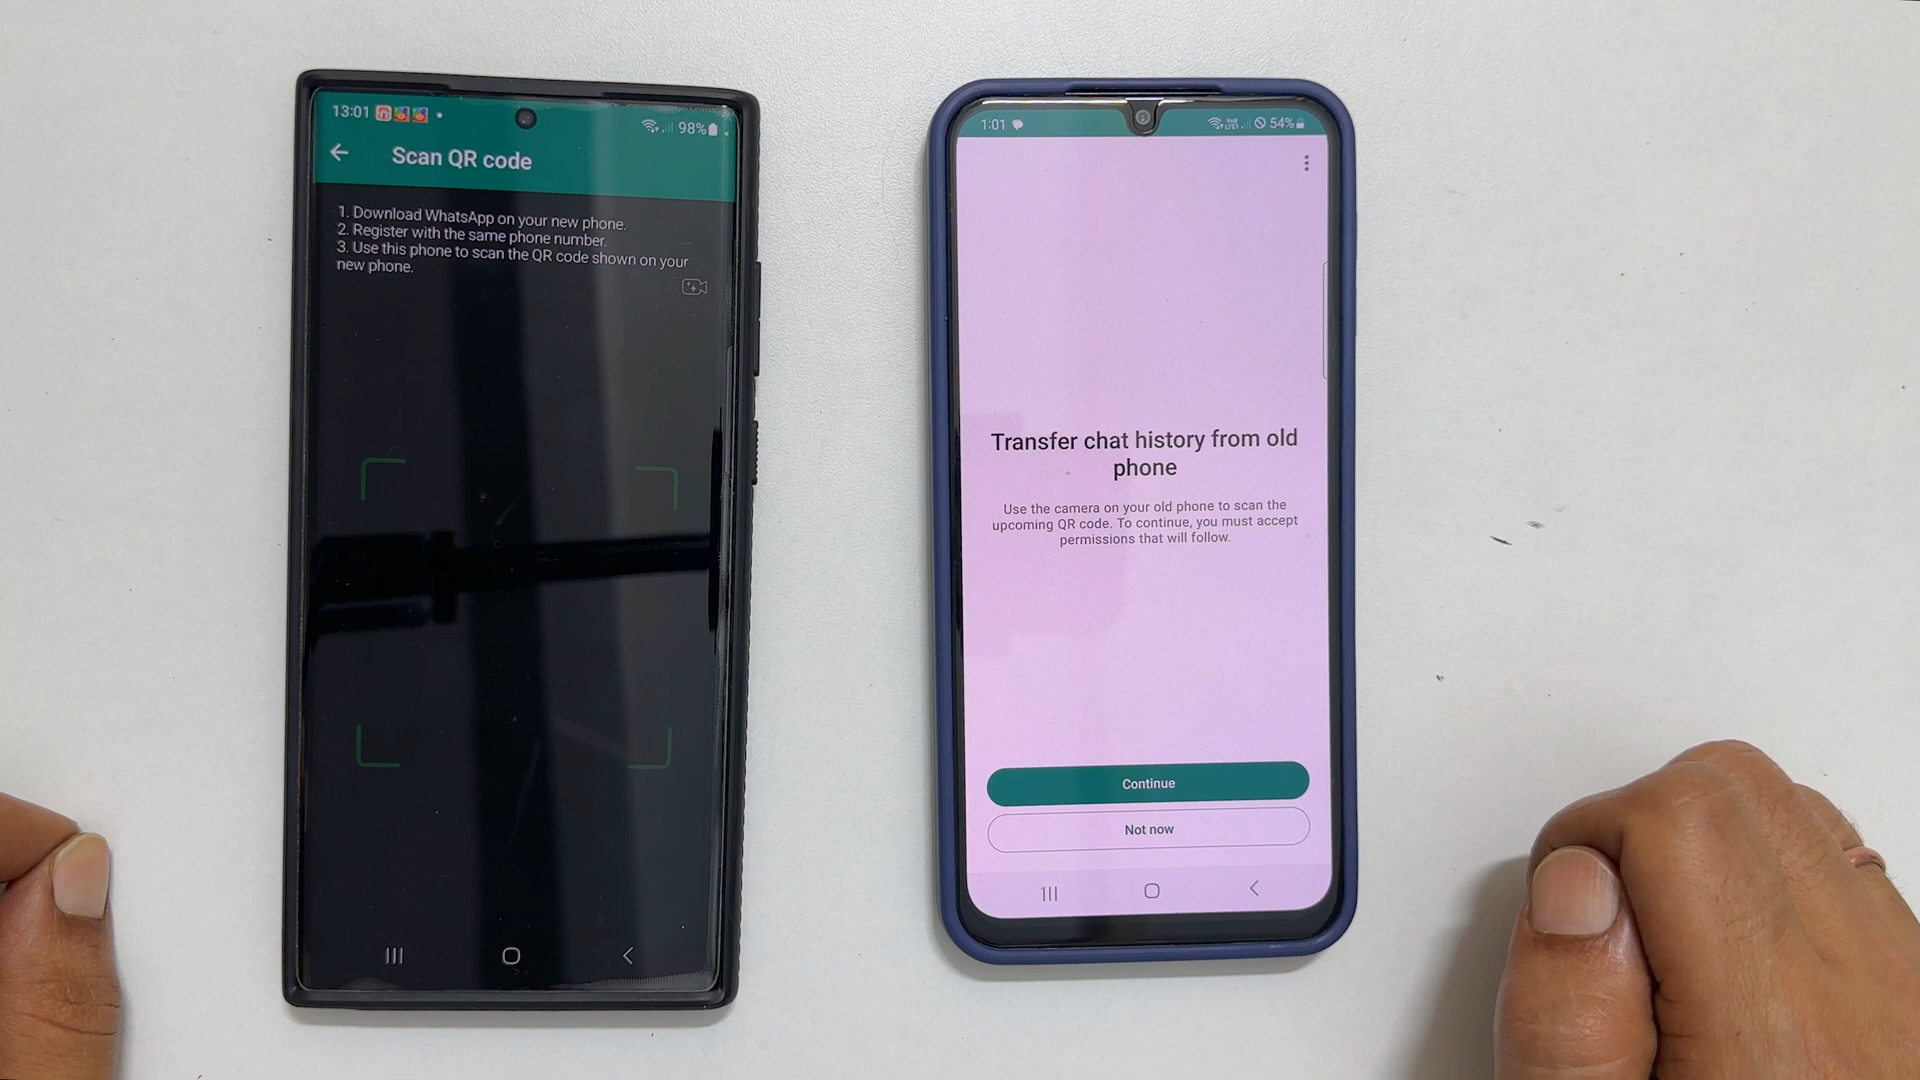 13:01
98%
Scan QR code
1. Download WhatsApp on your new phone.
2. Register with the same phone number.
3. Use this phone to scan the QR code shown on your
new phone.
1:01
54%
Transfer chat history from old
phone
Use the camera on your old phone to scan the
upcoming QR code. To continue, you must accept
permissions that will follow.
Continue
Not now